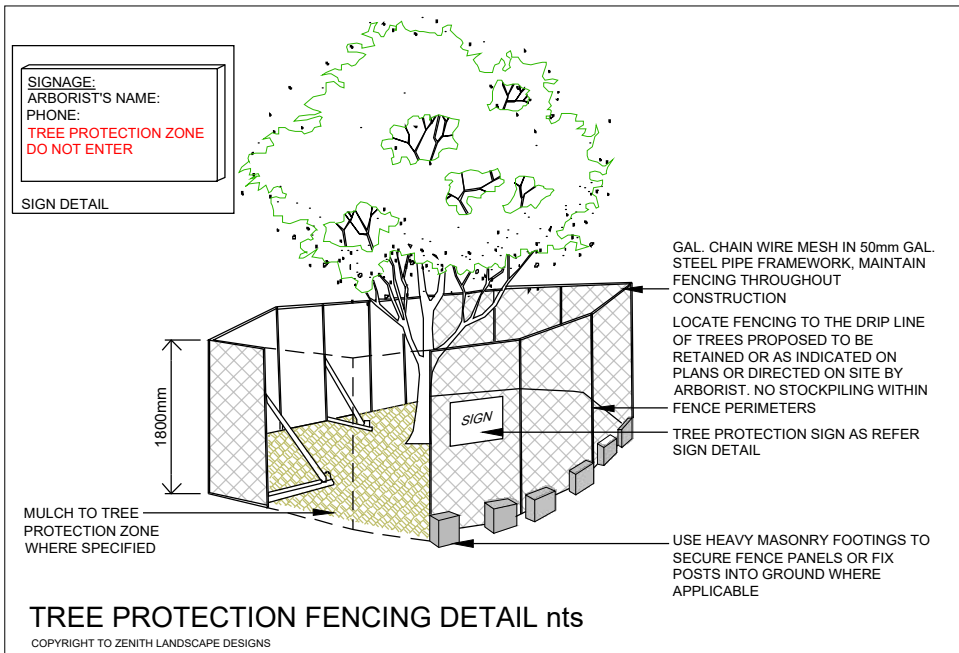 SIGNAGE:
ARBORIST'S NAME:
PHONE:
TREE PROTECTION ZONE
DO NOT ENTER
SIGN DETAIL
GAL. CHAIN WIRE MESH IN 50mm GAL.
STEEL PIPE FRAMEWORK, MAINTAIN
FENCING THROUGHOUT
CONSTRUCTION
LOCATE FENCING TO THE DRIP LINE
OF TREES PROPOSED TO BE
RETAINED OR AS INDICATED ON
PLANS OR DIRECTED ON SITE BY
ARBORIST. NO STOCKPILING WITHIN
FENCE PERIMETERS
1800mm
SIGN
TREE PROTECTION SIGN AS REFER
SIGN DETAIL
MULCH TO TREE
PROTECTION ZONE
WHERE SPECIFIED
USE HEAVY MASONRY FOOTINGS TO
SECURE FENCE PANELS OR FIX
POSTS INTO GROUND WHERE
APPLICABLE
TREE PROTECTION FENCING DETAIL nts
COPYRIGHT TO ZENITH LANDSCAPE DESIGNS